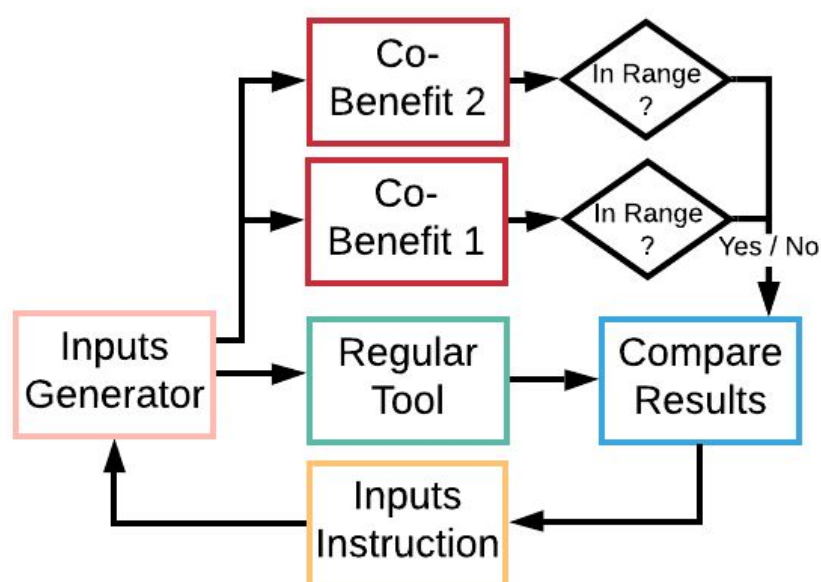 Co-
Benefit 2
In Range
?
Co-
Benefit 1
In Range
?
Yes / No
Inputs
Generator
Regular
Tool
Compare
Results
Inputs
Instruction